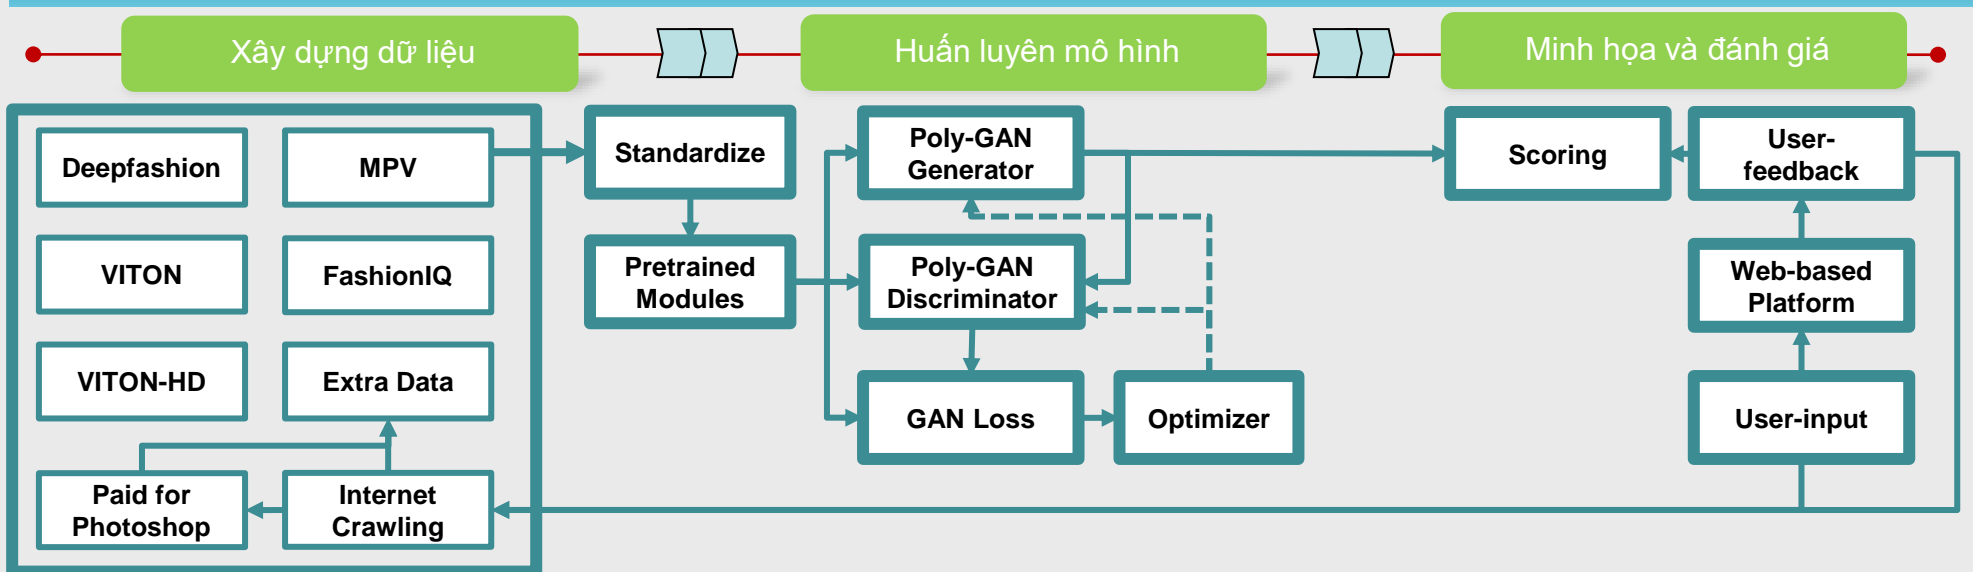 Xây dựng dữ liệu
Huấn luyên mô hình
Minh họa và đánh giá
Deepfashion
MPV
VITON
FashionIQ
VITON-HD
Extra Data
Paid for
Photoshop
Internet
Crawling
Standardize
Pretrained
Modules
Poly-GAN
Generator
Poly-GAN
Discriminator
GAN Loss
Optimizer
Scoring
User-
feedback
Web-based
Platform
User-input